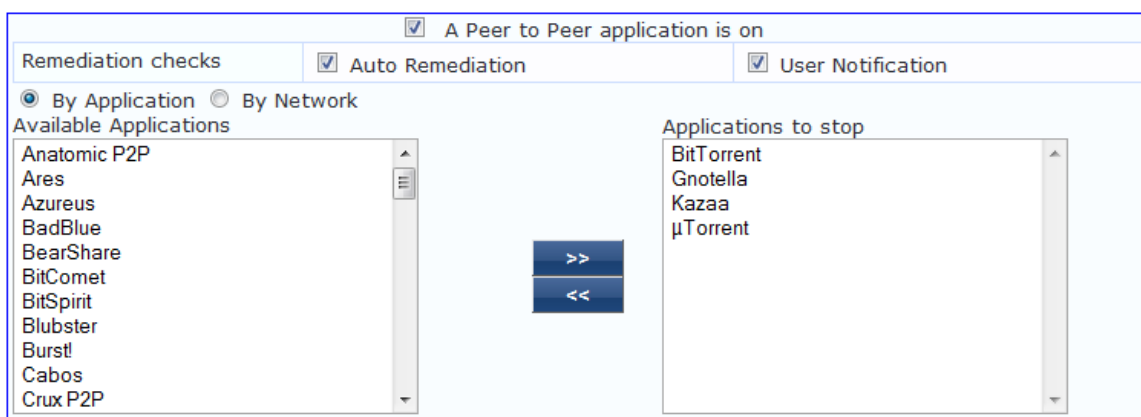 A Peer to Peer application is on
Remediation checks Auto Remediation User Notification
By Application By Network
Available Applications
Anatomic P2P
Ares
Azureus
BadBlue
BearShare
BitComet
BitSpirit
Blubster
Burst!
Cabos
Crux P2P
>>
<<
Applications to stop
BitTorrent
Gnotella
Kazaa
µTorrent